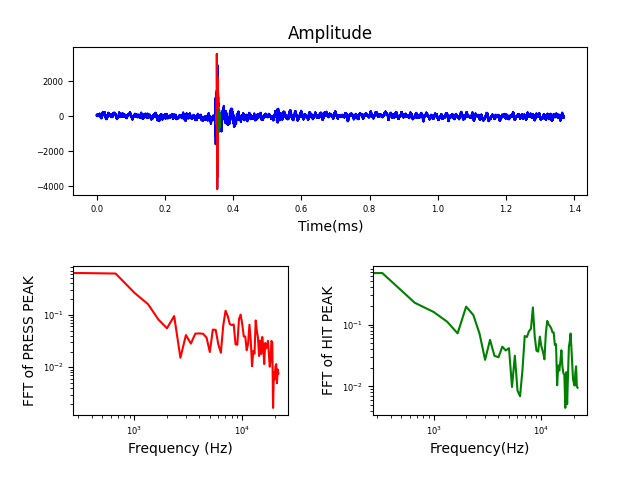 Amplitude
2000
0
−2000
−4000
0.0 0.2 0.4 0.6 0.8 1.0 1.2 1.4
Time(ms)
FFT of PRESS PEAK
10⁻¹
10⁻²
10³ 10⁴
Frequency (Hz)
FFT of HIT PEAK
10⁻¹
10⁻²
10³ 10⁴
Frequency(Hz)